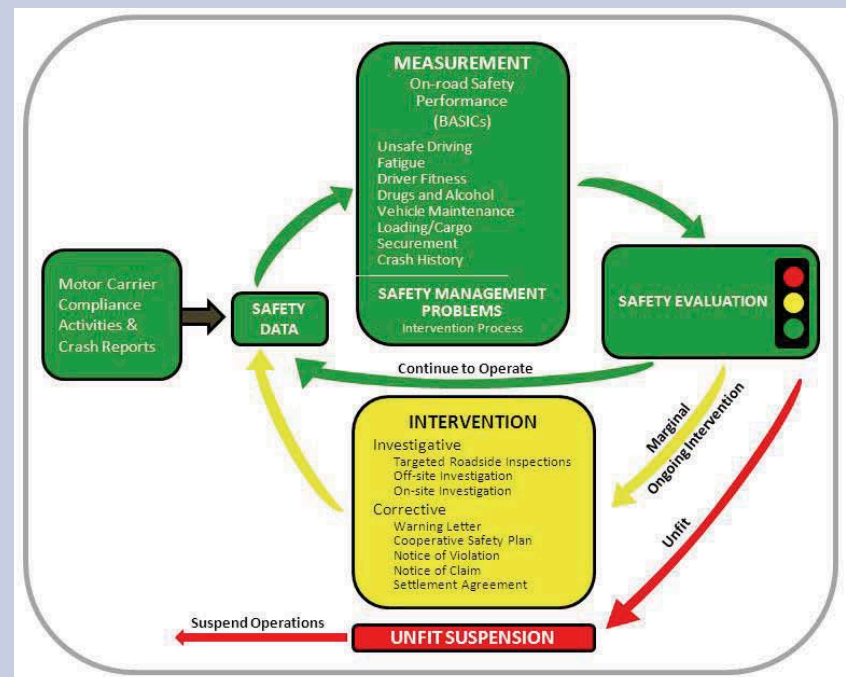 MEASUREMENT
On-road Safety
Performance
(BASICs)
Unsafe Driving
Fatigue
Driver Fitness
Drugs and Alcohol
Vehicle Maintenance
Loading/Cargo
Securement
Crash History
SAFETY MANAGEMENT
PROBLEMS
Intervention Process
Motor Carrier
Compliance
Activities &
Crash Reports
SAFETY
DATA
SAFETY EVALUATION
Continue to Operate
Marginal
Ongoing Intervention
Unfit
INTERVENTION
Investigative
Targeted Roadside Inspections
Off-site Investigation
On-site Investigation
Corrective
Warning Letter
Cooperative Safety Plan
Notice of Violation
Notice of Claim
Settlement Agreement
Suspend Operations
UNFIT SUSPENSION